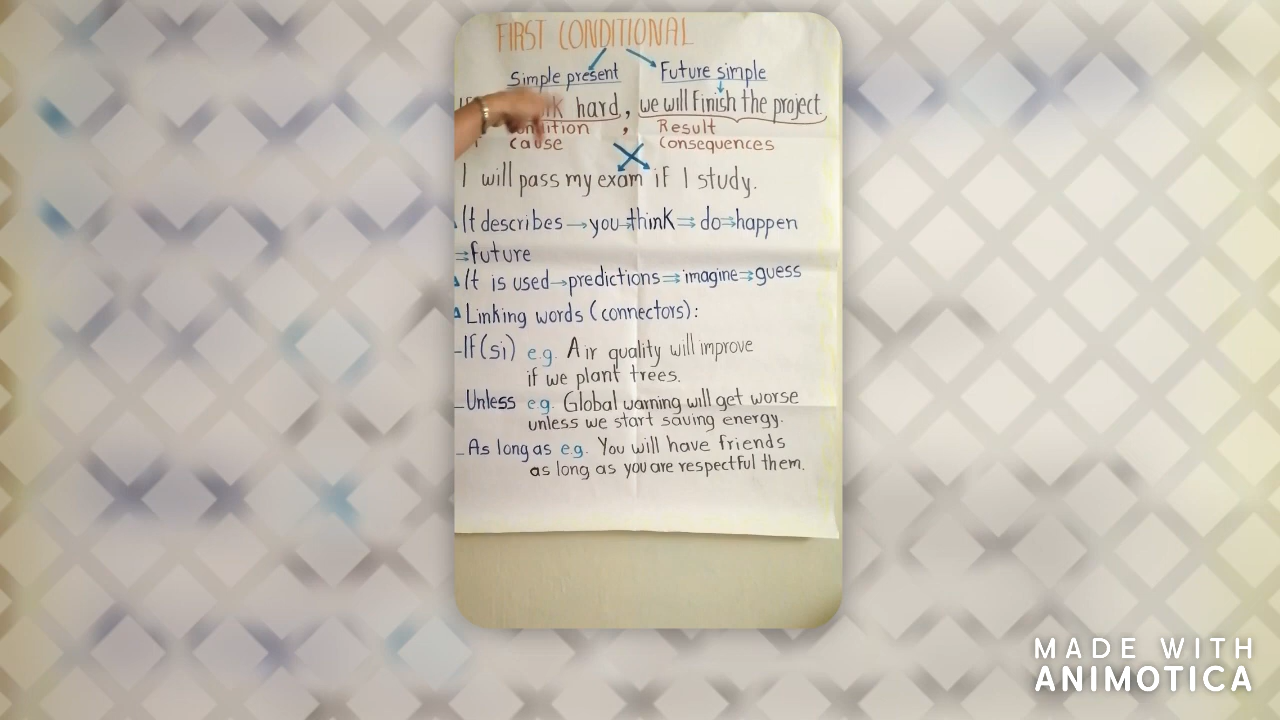 FIRST CONDITIONAL
Simple present Future simple
hard, we will finish the project.
condition , Result
cause Consequences
I will pass my exam if I study.
It describes → you → think ⇒ do ⇒ happen
⇒ future
It is used → predictions ⇒ imagine ⇒ guess
Linking words (connectors):
- If (si) e.g. Air quality will improve
if we plant trees.
- Unless eg. Global warning will get worse
unless we start saving energy.
- As long as e.g. You will have friends
as long as you are respectful them.
MADE WITH
ANIMOTICA